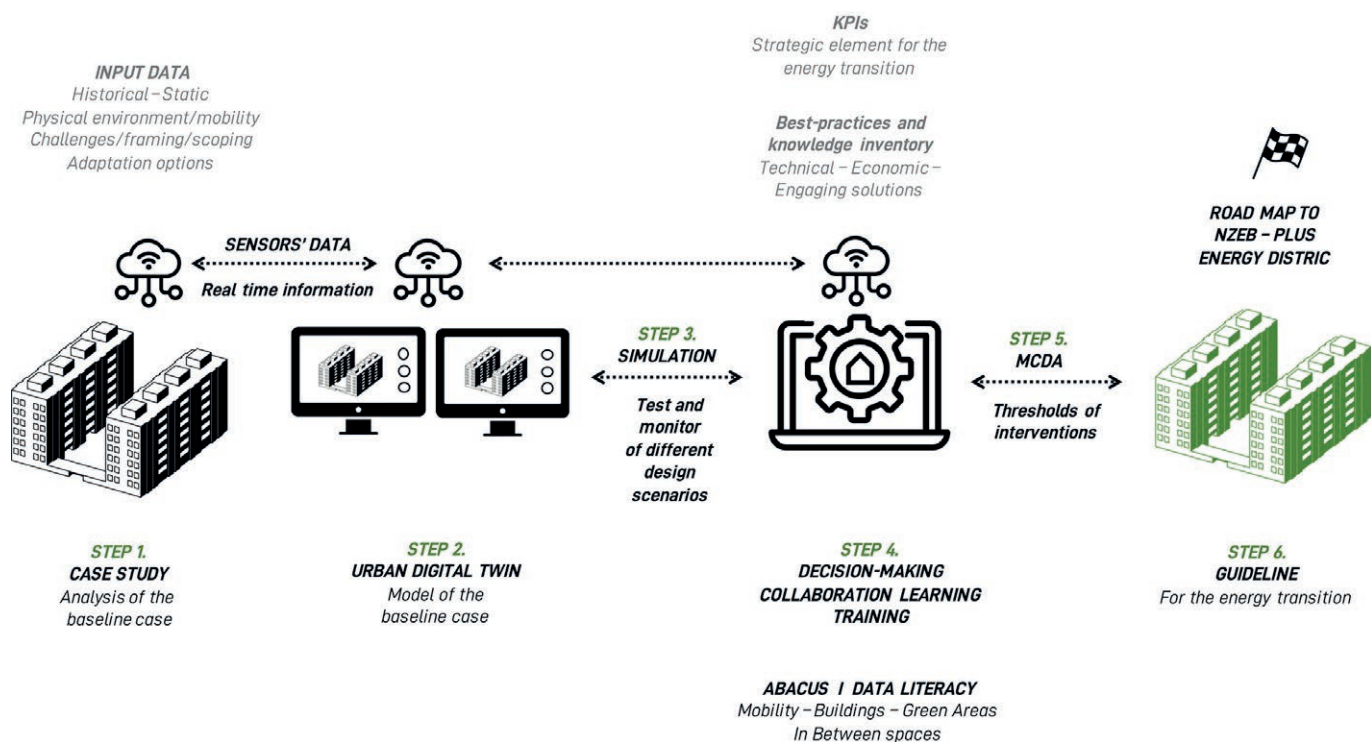 KPIs
Strategic element for the
energy transition
INPUT DATA
Historical – Static
Physical environment/mobility
Challenges/framing/scoping
Adaptation options
Best-practices and
knowledge inventory
Technical – Economic –
Engaging solutions
ROAD MAP TO
NZEB – PLUS
ENERGY DISTRIC
SENSORS' DATA
Real time information
STEP 3.
SIMULATION
Test and
monitor
of different
design
scenarios
STEP 5.
MCDA
Thresholds of
interventions
STEP 1.
CASE STUDY
Analysis of the
baseline case
STEP 2.
URBAN DIGITAL TWIN
Model of the
baseline case
STEP 4.
DECISION-MAKING
COLLABORATION LEARNING
TRAINING
STEP 6.
GUIDELINE
For the energy transition
ABACUS I DATA LITERACY
Mobility – Buildings – Green Areas
In Between spaces